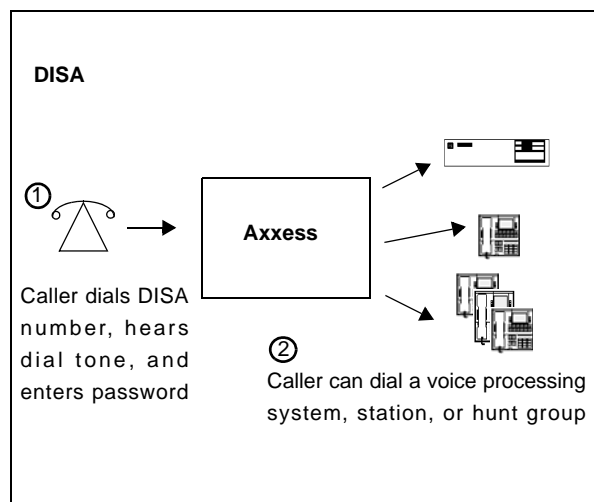 DISA
1
Axxess
Caller dials DISA
number, hears
dial tone, and
enters password
2
Caller can dial a voice processing
system, station, or hunt group